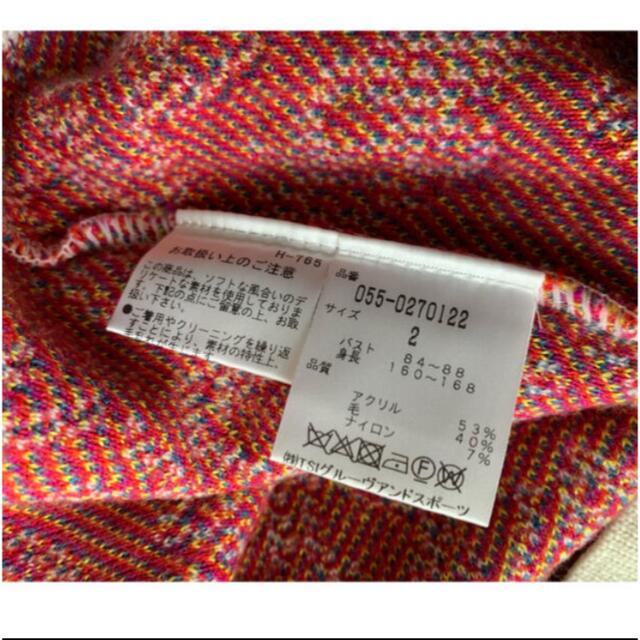 H-765
お取扱い上のご注意
この商品は、ソフトな風合いのデ
リケートな素材を使用しておりま
す。下記の点にご留意の上、お取
扱い下さい。
●ご着用やクリーニングを繰り返
すことにより、素材の特性上、
品番
055-0270122
サイズ
2
バスト 84～88
身長 160～168
品質
アクリル 53%
毛 40%
ナイロン 7%
㈱TSIグルーヴアンドスポーツ